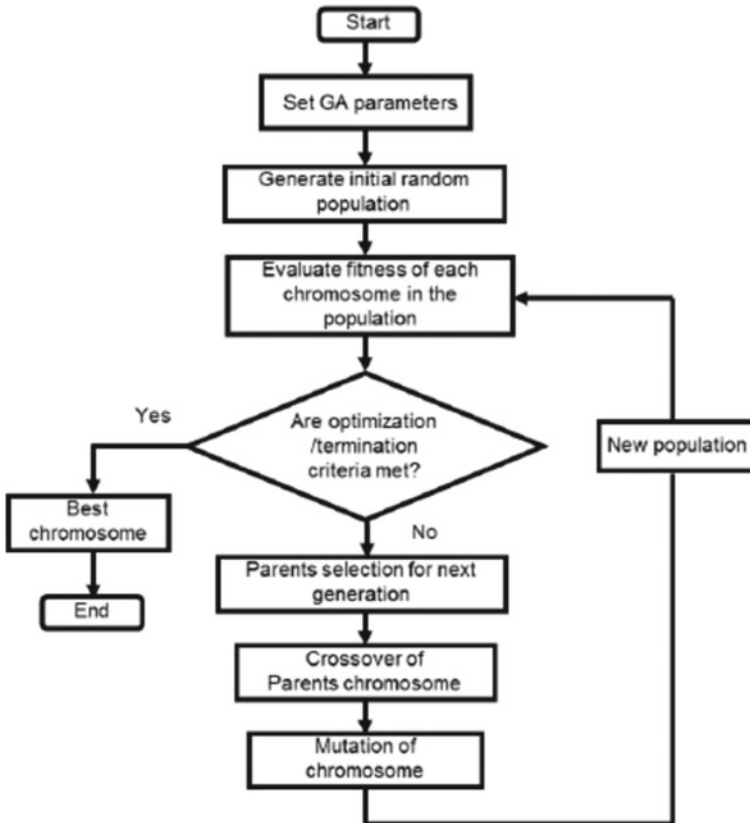 Start
Set GA parameters
Generate initial random
population
Evaluate fitness of each
chromosome in the
population
Yes
Are optimization
/termination
criteria met?
New population
Best
chromosome
No
End
Parents selection for next
generation
Crossover of
Parents chromosome
Mutation of
chromosome